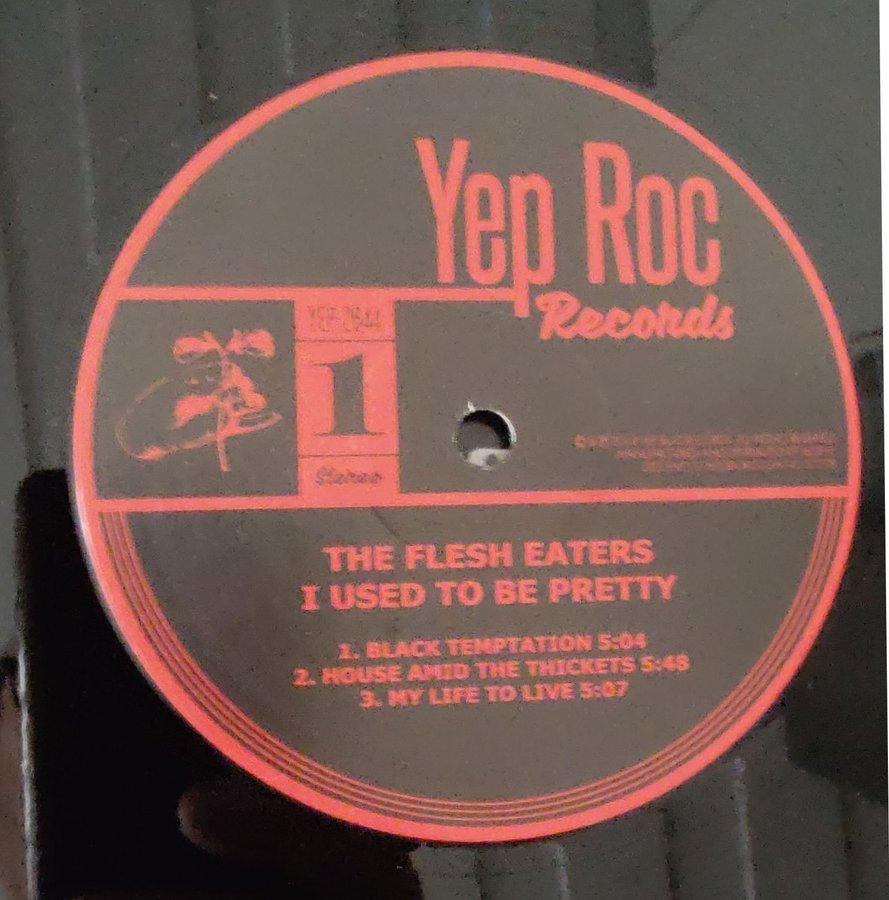 Yep Roc
Records
YEP-2644
1
Stereo
THE FLESH EATERS
I USED TO BE PRETTY
1. BLACK TEMPTATION 5:04
2. HOUSE AMID THE THICKETS 5:48
3. MY LIFE TO LIVE 5:07